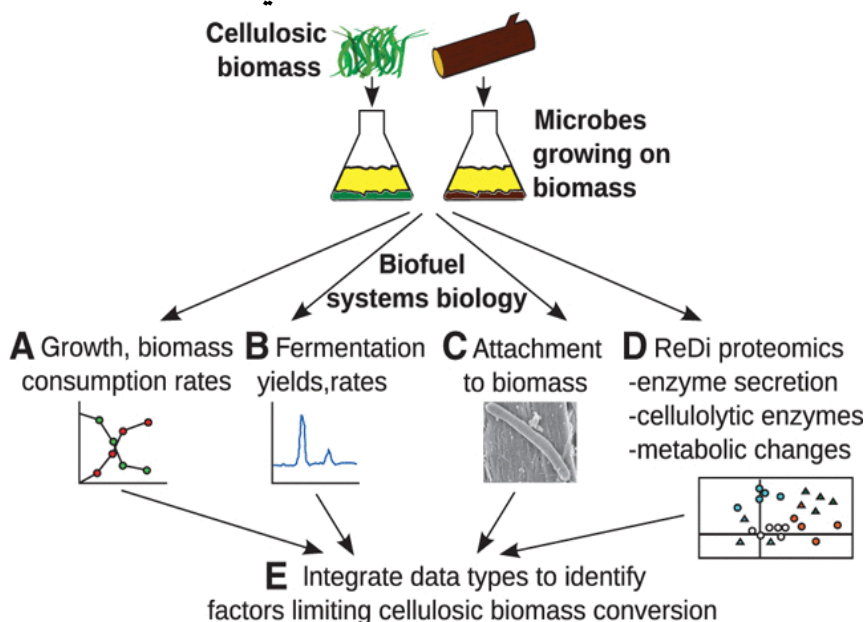 Cellulosic
biomass
Microbes
growing on
biomass
Biofuel
systems biology
A Growth, biomass
consumption rates
B Fermentation
yields,rates
C Attachment
to biomass
D ReDi proteomics
-enzyme secretion
-cellulolytic enzymes
-metabolic changes
E Integrate data types to identify
factors limiting cellulosic biomass conversion